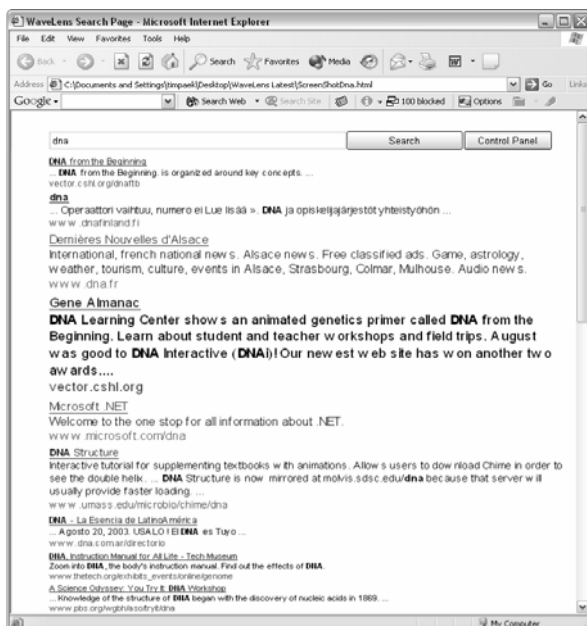 WaveLens Search Page - Microsoft Internet Explorer
File Edit View Favorites Tools Help
Back Search Favorites Media
Address C:\Documents and Settings\timpaek\Desktop\WaveLens Latest\ScreenShotDna.html Go Links
Google Search Web Search Site 100 blocked Options
dna Search Control Panel
DNA from the Beginning
... DNA from the Beginning. is organized around key concepts. ...
vector.cshl.org/dnaftb
dna
... Operaattori vaihtuu, numero ei Lue lisää ». DNA ja opiskelijajärjestöt yhteistyöhön ...
www.dnafinland.fi
Dernières Nouvelles d'Alsace
International, french national news. Alsace news. Free classified ads. Game, astrology,
weather, tourism, culture, events in Alsace, Strasbourg, Colmar, Mulhouse. Audio news.
www.dna.fr
Gene Almanac
DNA Learning Center shows an animated genetics primer called DNA from the
Beginning. Learn about student and teacher workshops and field trips. August
was good to DNA Interactive (DNAi)! Our newest web site has won another two
awards....
vector.cshl.org
Microsoft .NET
Welcome to the one stop for all information about .NET.
www.microsoft.com/dna
DNA Structure
Interactive tutorial for supplementing textbooks with animations. Allows users to download Chime in order to
see the double helix. ... DNA Structure is now mirrored at molvis.sdsc.edu/dna because that server will
usually provide faster loading. ...
www.umass.edu/microbio/chime/dna
DNA - La Esencia de LatinoAmérica
... Agosto 20, 2003. USALO ! El DNA es Tuyo ...
www.dna.com.ar/directorio
DNA, Instruction Manual for All Life - Tech Museum
Zoom into DNA, the body's instruction manual. Find out the effects of DNA.
www.thetech.org/exhibits_events/online/genome
A Science Odyssey: You Try It: DNA Workshop
... Knowledge of the structure of DNA began with the discovery of nucleic acids in 1869. ...
www.pbs.org/wgbh/aso/tryit/dna
My Computer